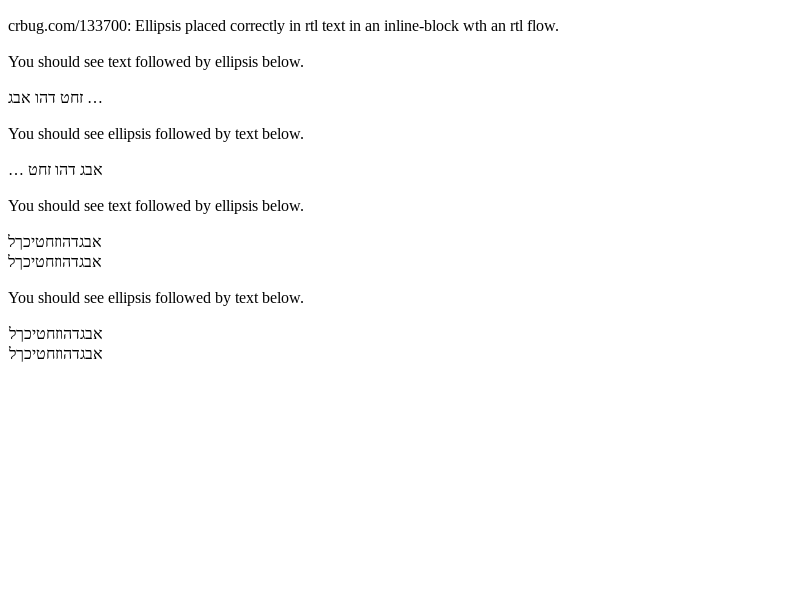 crbug.com/133700: Ellipsis placed correctly in rtl text in an inline-block wth an rtl flow.
You should see text followed by ellipsis below.
אבג דהו זחט …
You should see ellipsis followed by text below.
אבג דהו זחט …
You should see text followed by ellipsis below.
אבגדהוזחטיכךל
אבגדהוזחטיכךל
You should see ellipsis followed by text below.
אבגדהוזחטיכךל
אבגדהוזחטיכךל